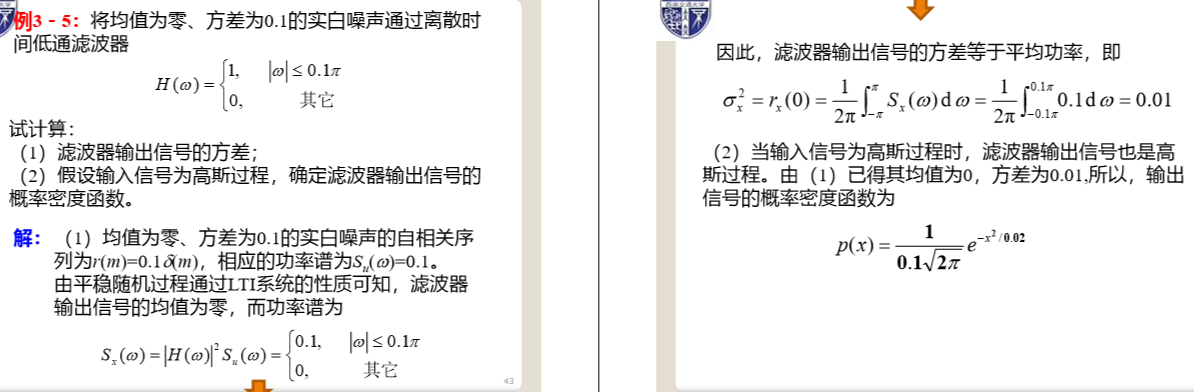 例3－5：将均值为零、方差为0.1的实白噪声通过离散时
间低通滤波器
H(ω) = {1, |ω| ≤ 0.1π
0, 其它
试计算：
（1）滤波器输出信号的方差；
（2）假设输入信号为高斯过程，确定滤波器输出信号的
概率密度函数。
解：（1）均值为零、方差为0.1的实白噪声的自相关序
列为r(m)=0.1δ(m)，相应的功率谱为S_u(ω)=0.1。
由平稳随机过程通过LTI系统的性质可知，滤波器
输出信号的均值为零，而功率谱为
S_x(ω) = |H(ω)|² S_u(ω) = {0.1, |ω| ≤ 0.1π
0, 其它
43
因此，滤波器输出信号的方差等于平均功率，即
σ_x² = r_x(0) = 1/2π ∫_{-π}^{π} S_x(ω) d ω = 1/2π ∫_{-0.1π}^{0.1π} 0.1 d ω = 0.01
（2）当输入信号为高斯过程时，滤波器输出信号也是高
斯过程。由（1）已得其均值为0，方差为0.01,所以，输出
信号的概率密度函数为
p(x) = 1/(0.1√2π) e^{-x²/0.02}